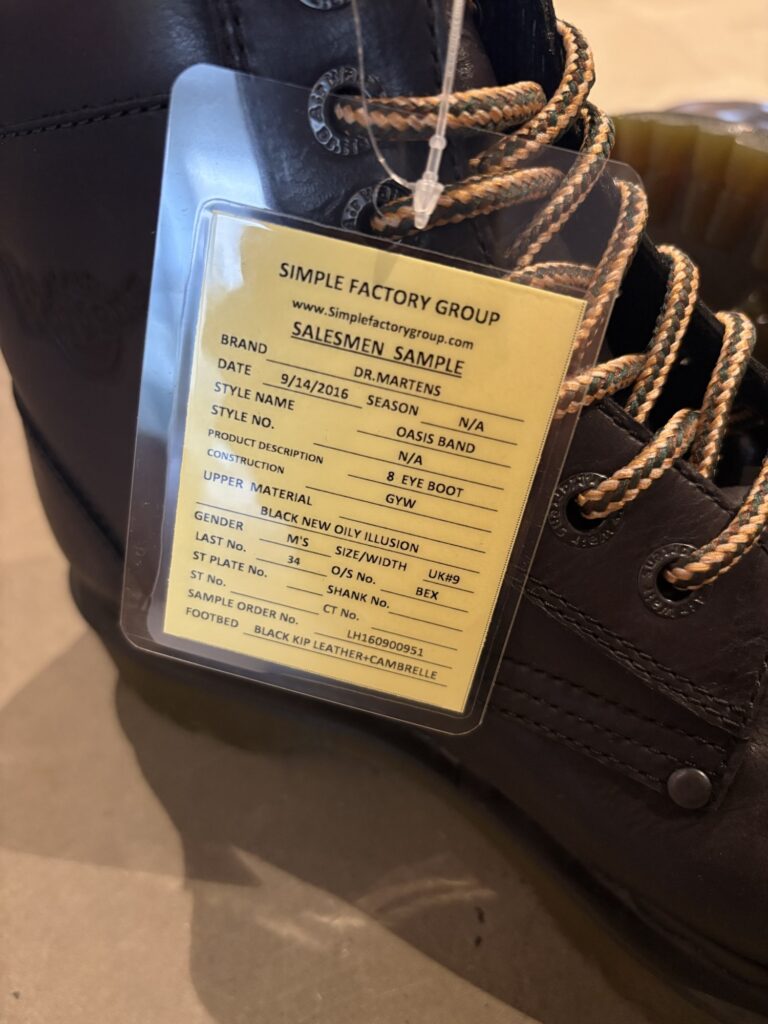 SIMPLE FACTORY GROUP
www.Simplefactorygroup.com
SALESMEN SAMPLE
BRAND DR.MARTENS
DATE 9/14/2016 SEASON N/A
STYLE NAME OASIS BAND
STYLE NO. N/A
PRODUCT DESCRIPTION 8 EYE BOOT
CONSTRUCTION GYW
UPPER MATERIAL
BLACK NEW OILY ILLUSION
GENDER M'S SIZE/WIDTH UK#9
LAST No. 34 O/S No. BEX
ST PLATE No. SHANK No.
ST No. CT No.
SAMPLE ORDER No. LH160900951
FOOTBED BLACK KIP LEATHER+CAMBRELLE